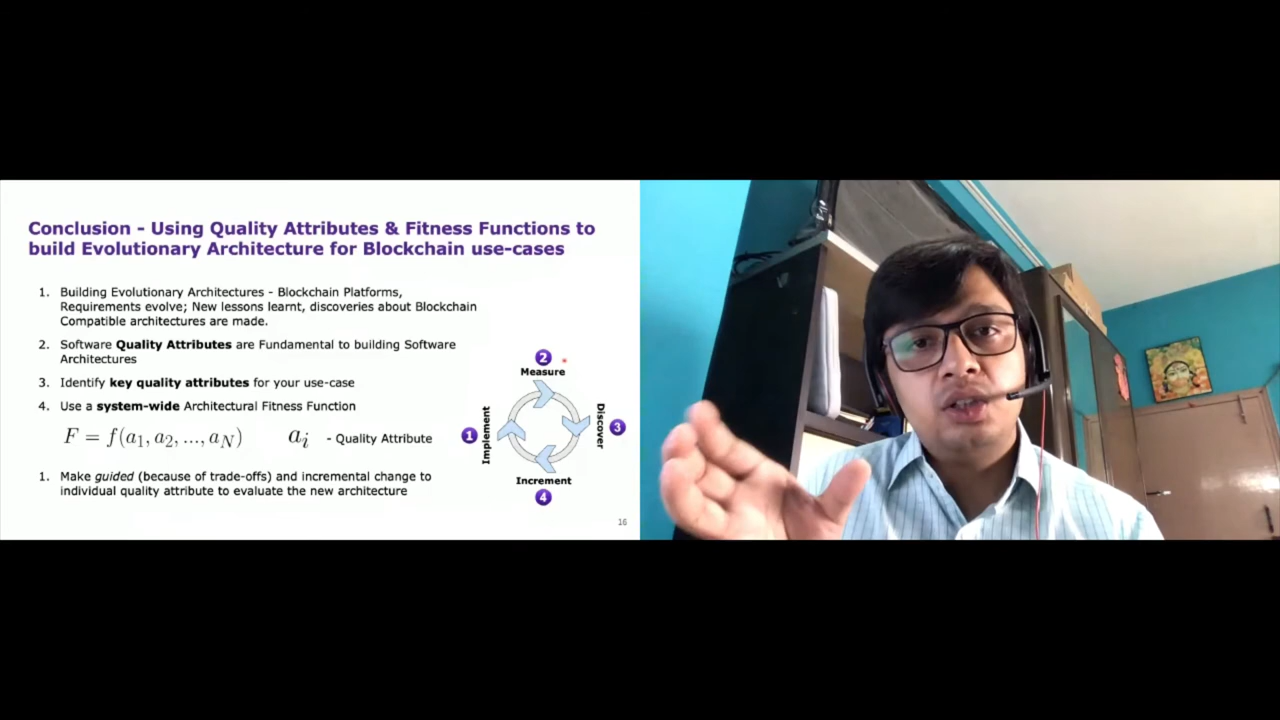 Conclusion - Using Quality Attributes & Fitness Functions to
build Evolutionary Architecture for Blockchain use-cases
1. Building Evolutionary Architectures - Blockchain Platforms,
Requirements evolve; New lessons learnt, discoveries about Blockchain
Compatible architectures are made.
2. Software Quality Attributes are Fundamental to building Software
Architectures
3. Identify key quality attributes for your use-case
4. Use a system-wide Architectural Fitness Function
F = f(a₁, a₂, ..., a_N) a_i - Quality Attribute
1. Make guided (because of trade-offs) and incremental change to
individual quality attribute to evaluate the new architecture
2
Measure
1
Implement
Discover
3
Increment
4
16